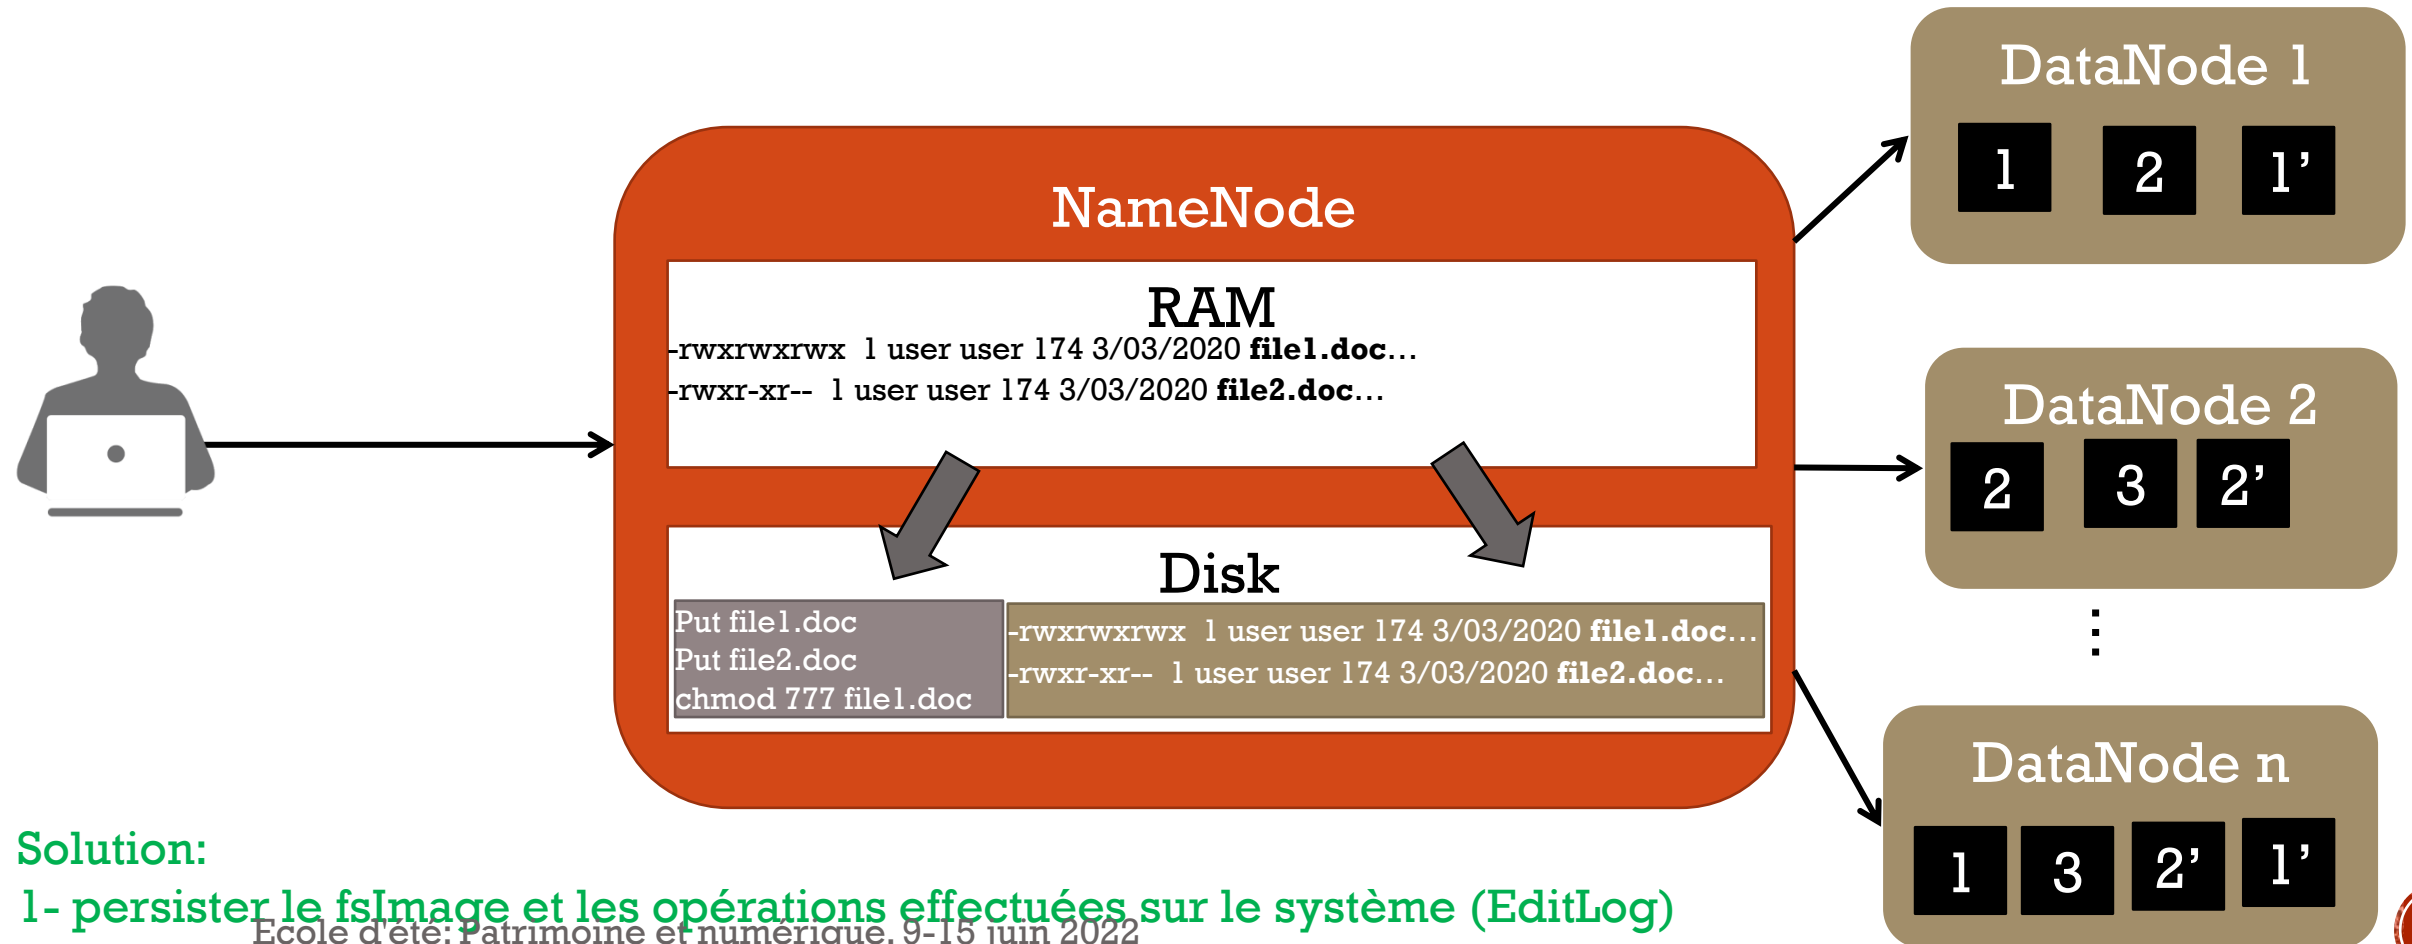 DataNode 1
1 2 1’
NameNode
RAM
-rwxrwxrwx 1 user user 174 3/03/2020 file1.doc...
-rwxr-xr-- 1 user user 174 3/03/2020 file2.doc...
DataNode 2
2 3 2’
Disk
Put file1.doc
Put file2.doc
chmod 777 file1.doc
-rwxrwxrwx 1 user user 174 3/03/2020 file1.doc...
-rwxr-xr-- 1 user user 174 3/03/2020 file2.doc...
⋮
DataNode n
1 3 2’ 1’
Solution:
1- persister le fsImage et les opérations effectuées sur le système (EditLog)
Ecole d'été: Patrimoine et numérique, 9-15 juin 2022